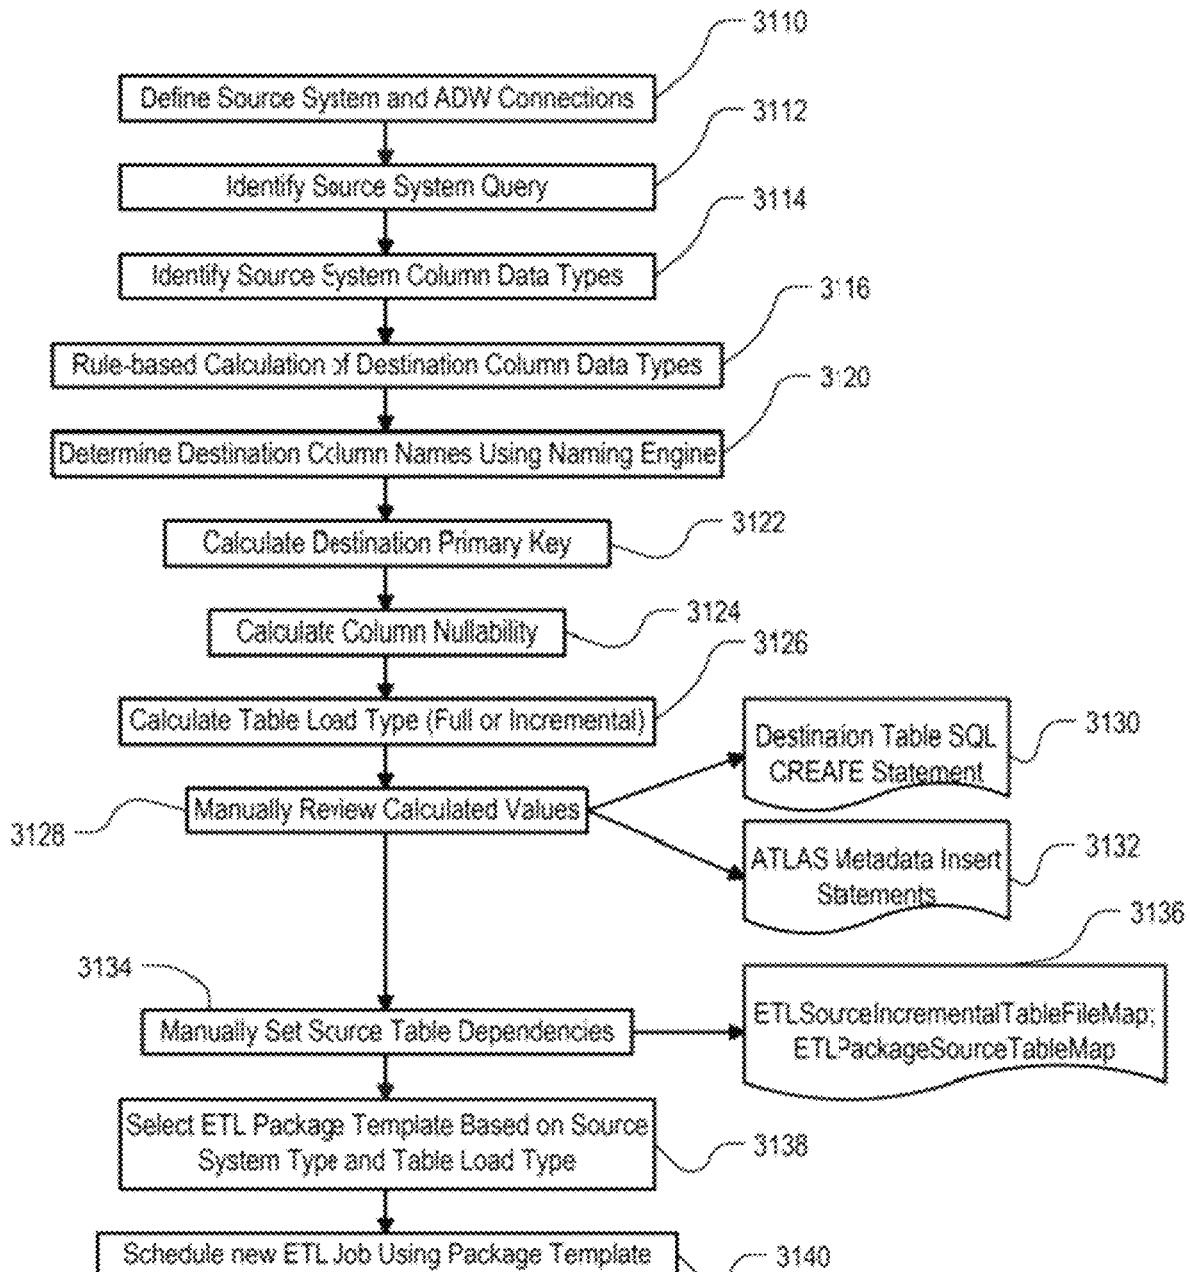 3110
Define Source System and ADW Connections
3112
Identify Source System Query
3114
Identify Source System Column Data Types
3116
Rule-based Calculation of Destination Column Data Types
3120
Determine Destination Column Names Using Naming Engine
3122
Calculate Destination Primary Key
3124
Calculate Column Nullability
3126
Calculate Table Load Type (Full or Incremental)
3130
Destination Table SQL
CREATE Statement
3128
Manually Review Calculated Values
3132
ATLAS Metadata Insert
Statements
3136
3134
Manually Set Source Table Dependencies
ETLSourceIncrementalTableFileMap;
ETLPackageSourceTableMap
Select ETL Package Template Based on Source
System Type and Table Load Type
3138
Schedule new ETL Job Using Package Template
3140